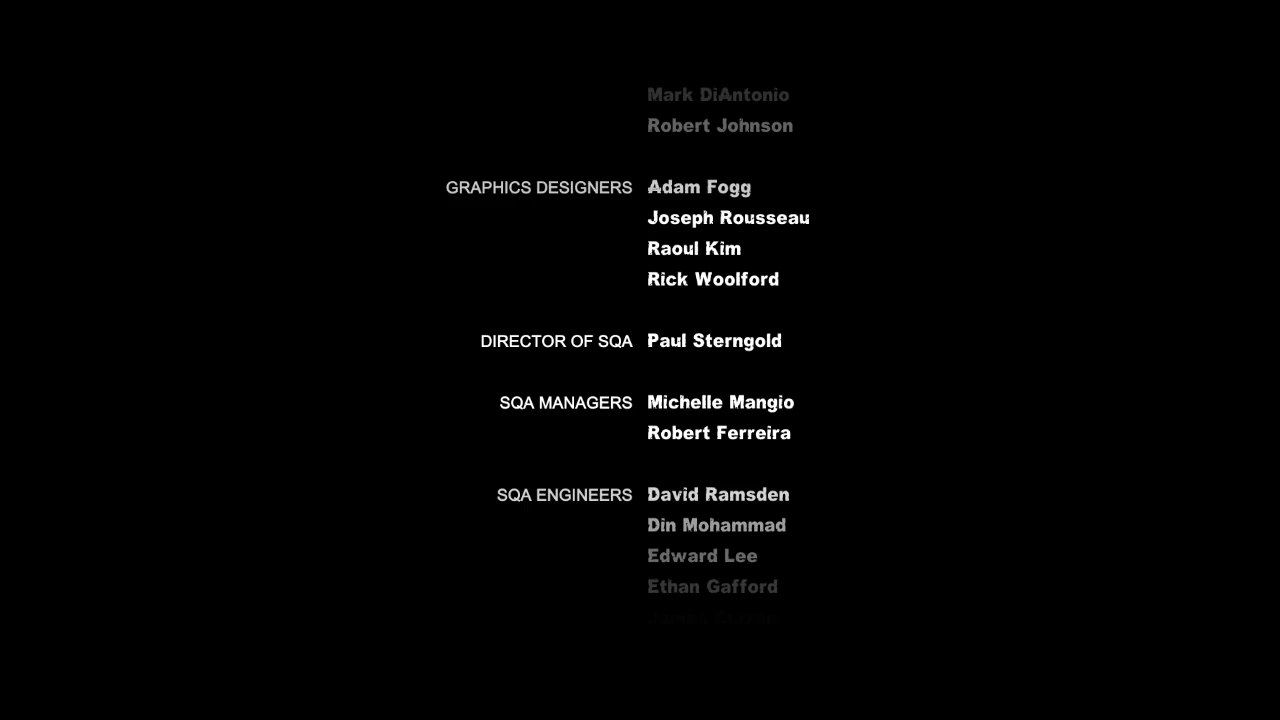 Mark DiAntonio
Robert Johnson
GRAPHICS DESIGNERS Adam Fogg
Joseph Rousseau
Raoul Kim
Rick Woolford
DIRECTOR OF SQA Paul Sterngold
SQA MANAGERS Michelle Mangio
Robert Ferreira
SQA ENGINEERS David Ramsden
Din Mohammad
Edward Lee
Ethan Gafford